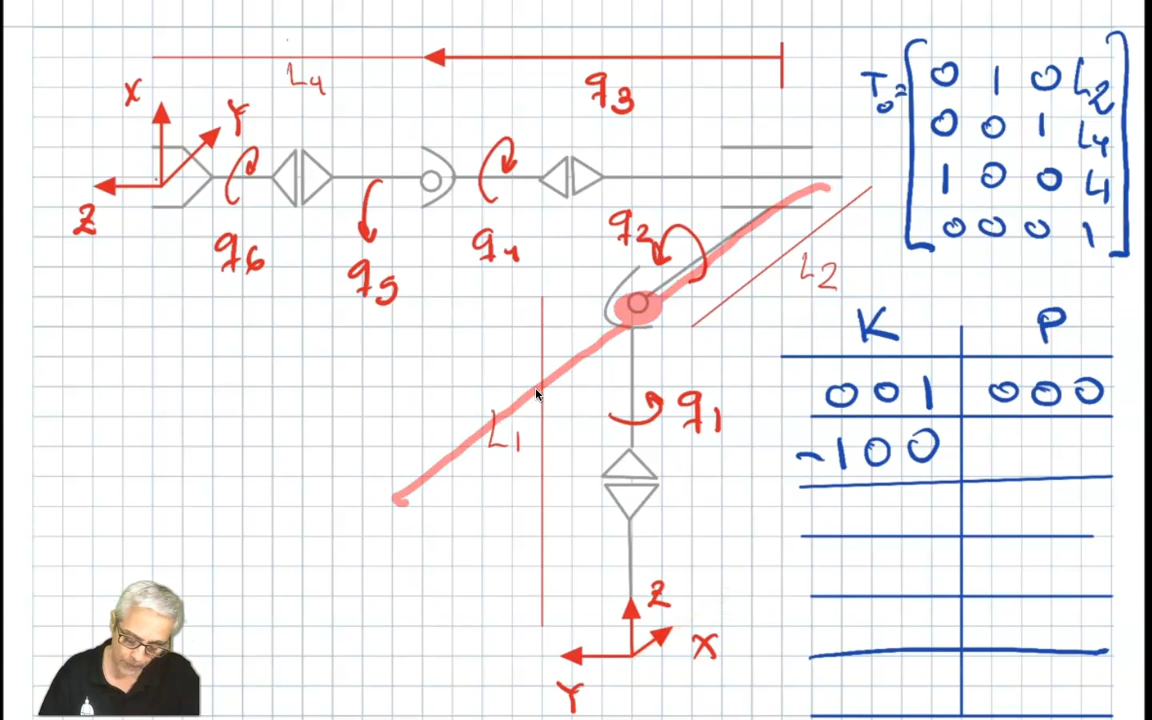 L4
q3
X
Y
Z
q6
q5
q4
q2
L2
L1
q1
Z
X
Y
T0=
0 1 0 L2
0 0 1 L4
1 0 0 L1
0 0 0 1
K P
0 0 1 0 0 0
-1 0 0